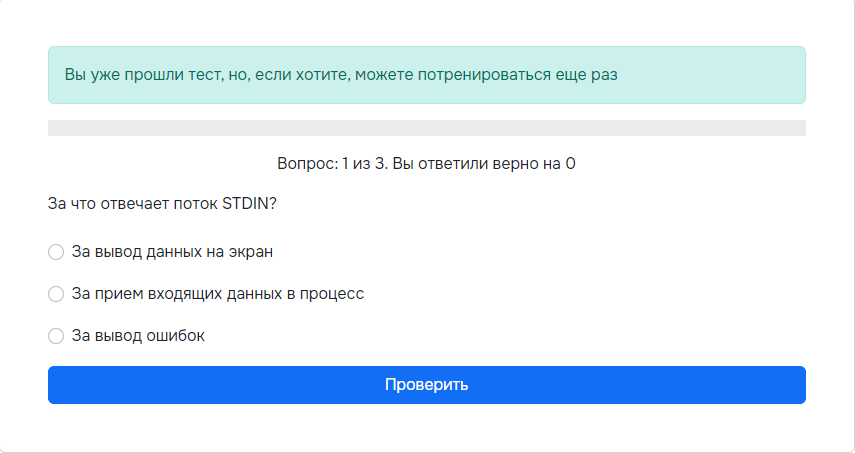 Вы уже прошли тест, но, если хотите, можете потренироваться еще раз
Вопрос: 1 из 3. Вы ответили верно на 0
За что отвечает поток STDIN?
За вывод данных на экран
За прием входящих данных в процесс
За вывод ошибок
Проверить